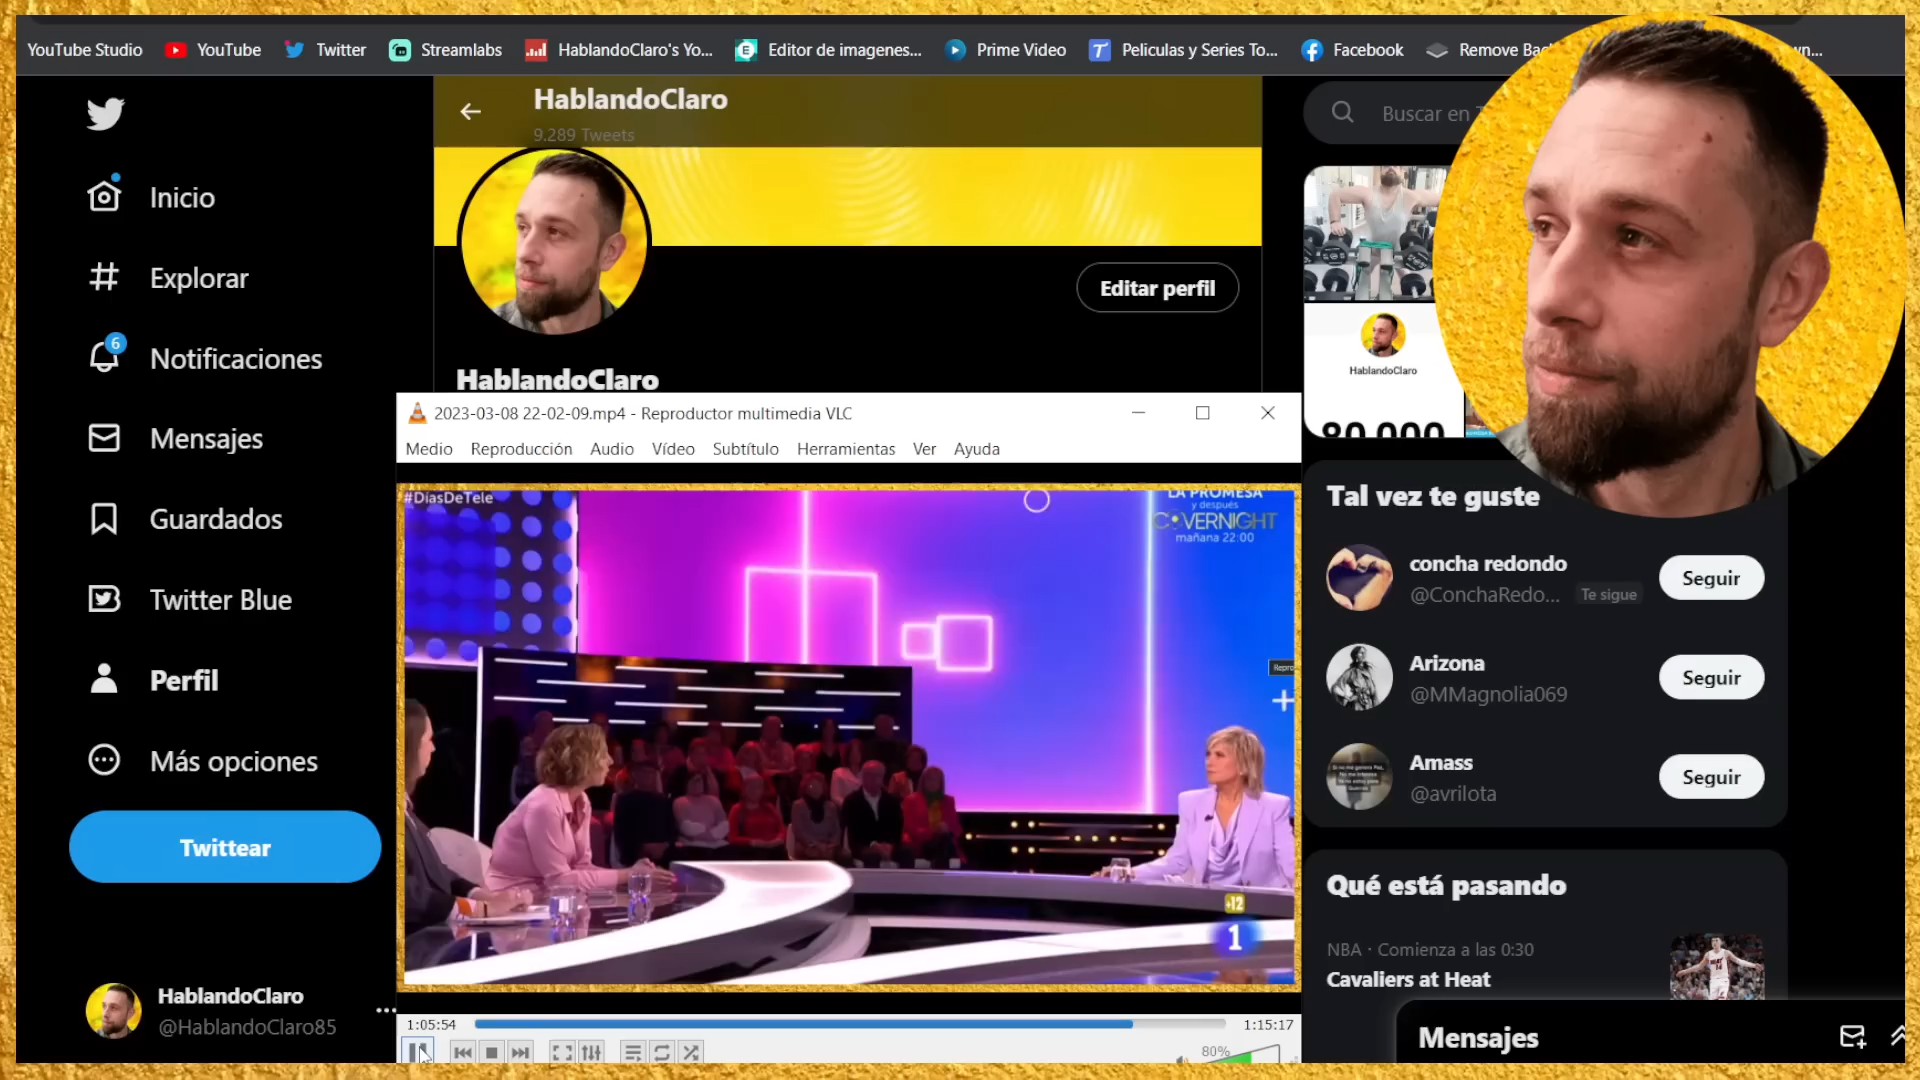 YouTube Studio
YouTube
Twitter
Streamlabs
HablandoClaro's Yo...
Editor de imagenes...
Prime Video
Peliculas y Series To...
Facebook
Remove
wn...
HablandoClaro
9.289 Tweets
Buscar en
Inicio
Explorar
6
Notificaciones
Mensajes
Guardados
Twitter Blue
Perfil
Más opciones
Twittear
HablandoClaro
@HablandoClaro85
Editar perfil
HablandoClaro
2023-03-08 22-02-09.mp4 - Reproductor multimedia VLC
Medio Reproducción Audio Vídeo Subtítulo Herramientas Ver Ayuda
#DíasDeTele
LA PROMESA
y después
COVERNIGHT
mañana 22:00
Repro
+12
1
1:05:54
1:15:17
80%
HablandoClaro
80.000
Tal vez te guste
concha redondo
@ConchaRedo...
Te sigue
Seguir
Arizona
@MMagnolia069
Seguir
Amass
@avrilota
Seguir
Qué está pasando
NBA · Comienza a las 0:30
Cavaliers at Heat
Mensajes